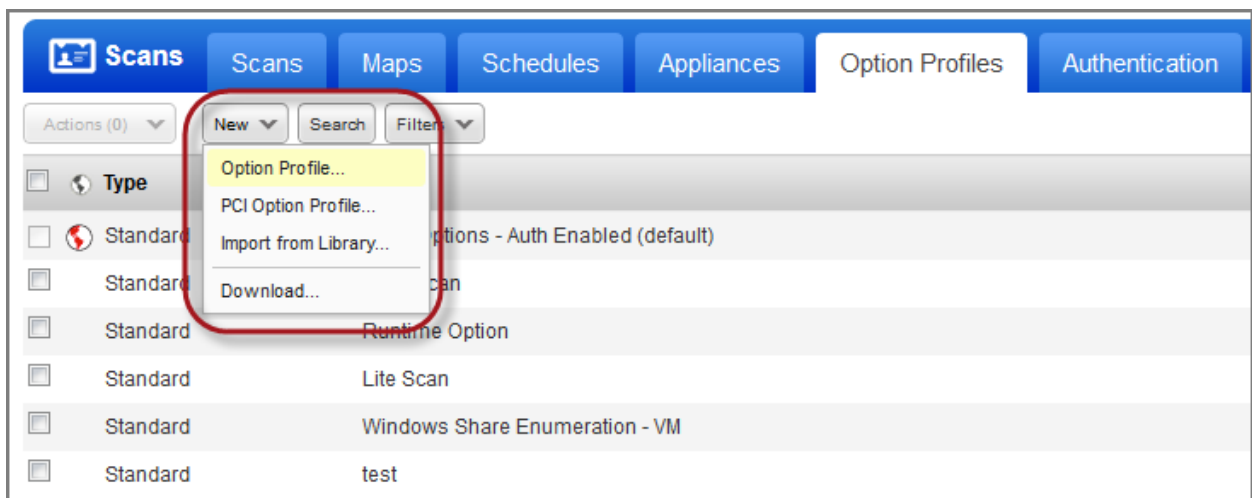 Scans Scans Maps Schedules Appliances Option Profiles Authentication
Actions (0) New Search Filters
Option Profile...
Type
PCI Option Profile...
Standard ptions - Auth Enabled (default)
Import from Library...
Standard can
Download...
Standard Runtime Option
Standard Lite Scan
Standard Windows Share Enumeration - VM
Standard test